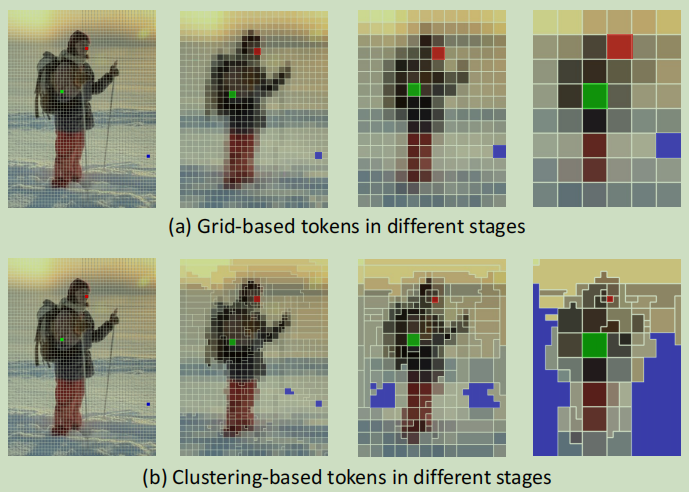 (a) Grid-based tokens in different stages
(b) Clustering-based tokens in different stages